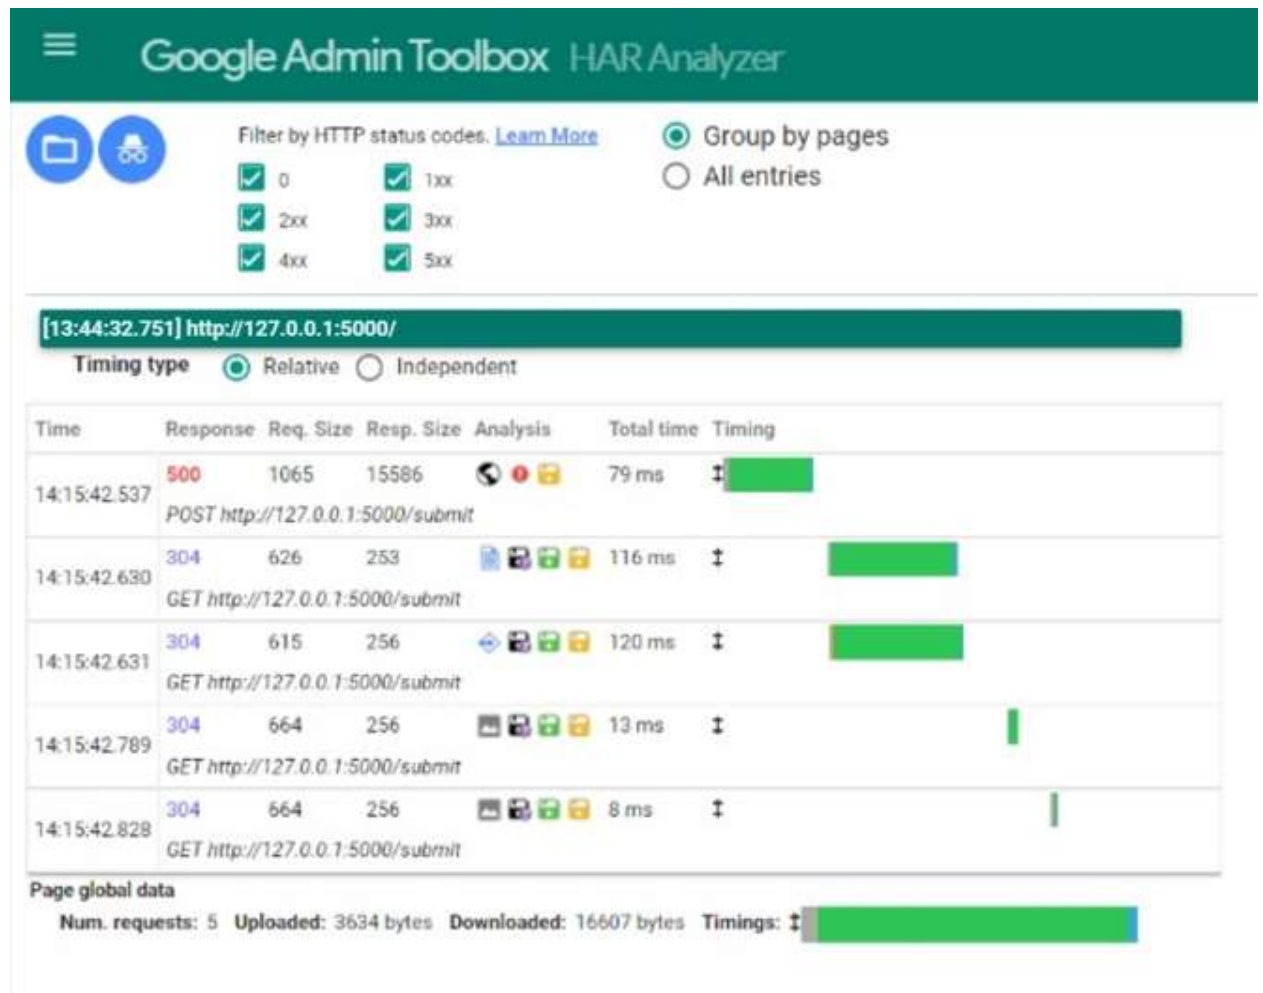 Google Admin Toolbox HAR Analyzer
Filter by HTTP status codes. Learn More
Group by pages
0 1xx
All entries
2xx 3xx
4xx 5xx
[13:44:32.751] http://127.0.0.1:5000/
Timing type Relative Independent
Time Response Req. Size Resp. Size Analysis Total time Timing
14:15:42.537 500 1065 15586 79 ms
POST http://127.0.0.1:5000/submit
14:15:42.630 304 626 253 116 ms
GET http://127.0.0.1:5000/submit
14:15:42.631 304 615 256 120 ms
GET http://127.0.0.1:5000/submit
14:15:42.789 304 664 256 13 ms
GET http://127.0.0.1:5000/submit
14:15:42.828 304 664 256 8 ms
GET http://127.0.0.1:5000/submit
Page global data
Num. requests: 5 Uploaded: 3634 bytes Downloaded: 16607 bytes Timings: